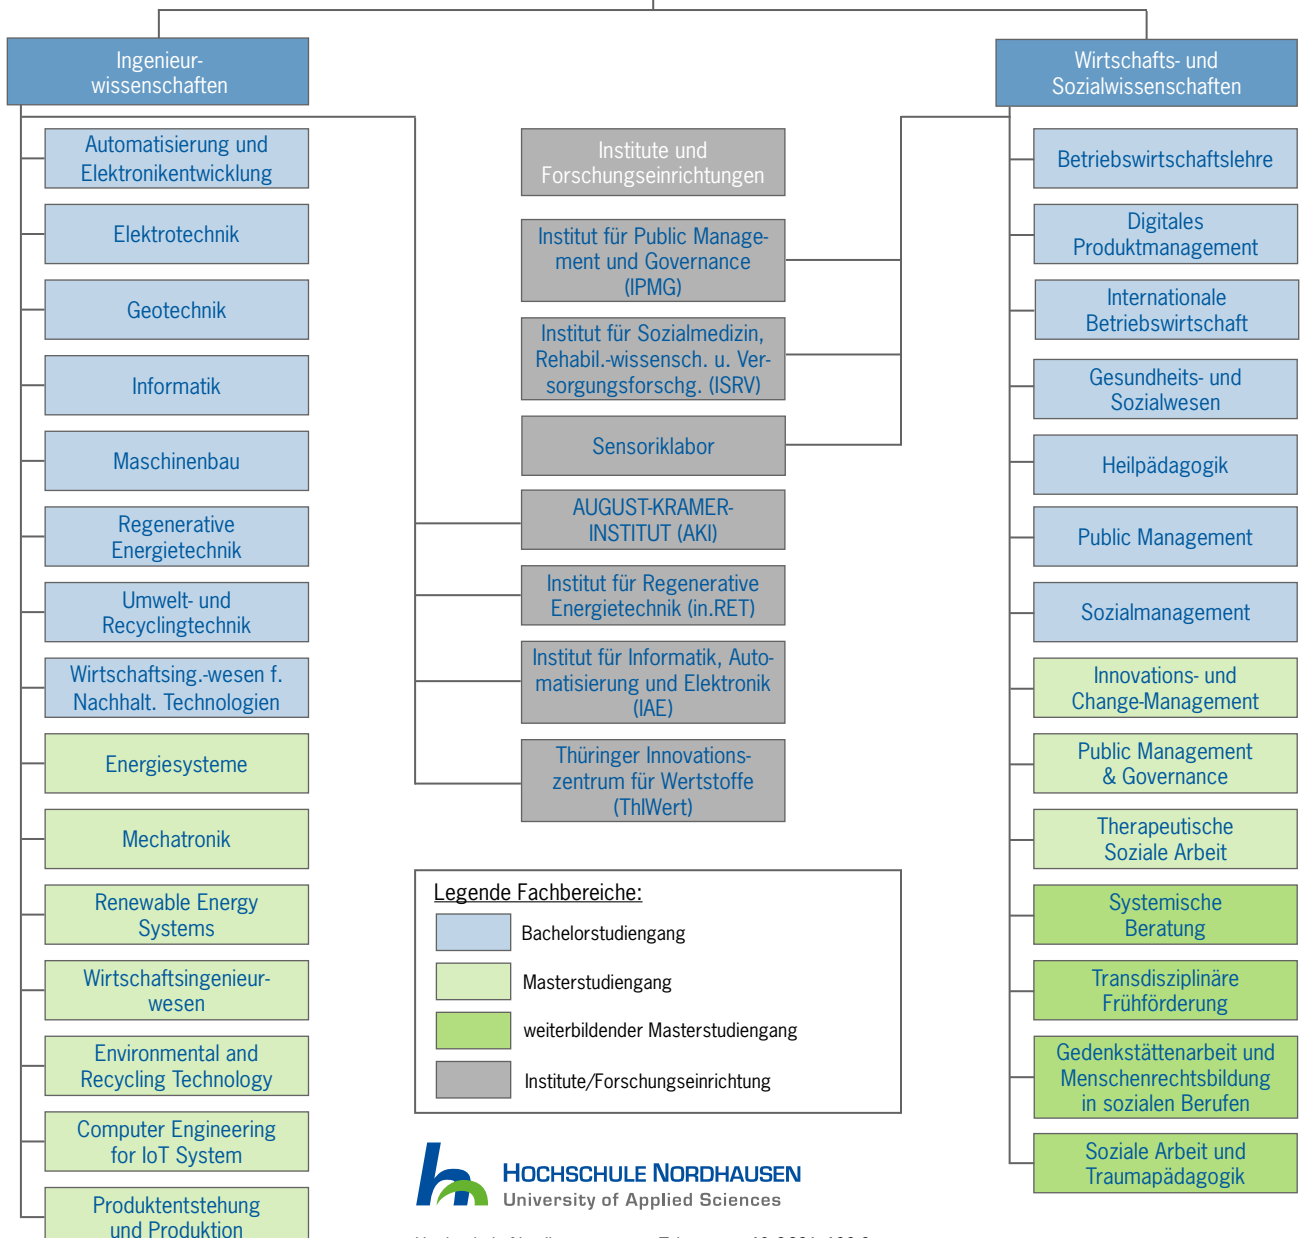 Ingenieur-
wissenschaften
Automatisierung und
Elektronikentwicklung
Elektrotechnik
Geotechnik
Informatik
Maschinenbau
Regenerative
Energietechnik
Umwelt- und
Recyclingtechnik
Wirtschaftsing.-wesen f.
Nachhalt. Technologien
Energiesysteme
Mechatronik
Renewable Energy
Systems
Wirtschaftsingenieur-
wesen
Environmental and
Recycling Technology
Computer Engineering
for IoT System
Produktentstehung
und Produktion
Institute und
Forschungseinrichtungen
Institut für Public Manage-
ment und Governance
(IPMG)
Institut für Sozialmedizin,
Rehabil.-wissensch. u. Ver-
sorgungsforschg. (ISRV)
Sensoriklabor
AUGUST-KRAMER-
INSTITUT (AKI)
Institut für Regenerative
Energietechnik (in.RET)
Institut für Informatik, Auto-
matisierung und Elektronik
(IAE)
Thüringer Innovations-
zentrum für Wertstoffe
(ThIWert)
Legende Fachbereiche:
Bachelorstudiengang
Masterstudiengang
weiterbildender Masterstudiengang
Institute/Forschungseinrichtung
HOCHSCHULE NORDHAUSEN
University of Applied Sciences
Wirtschafts- und
Sozialwissenschaften
Betriebswirtschaftslehre
Digitales
Produktmanagement
Internationale
Betriebswirtschaft
Gesundheits- und
Sozialwesen
Heilpädagogik
Public Management
Sozialmanagement
Innovations- und
Change-Management
Public Management
& Governance
Therapeutische
Soziale Arbeit
Systemische
Beratung
Transdisziplinäre
Frühförderung
Gedenkstättenarbeit und
Menschenrechtsbildung
in sozialen Berufen
Soziale Arbeit und
Traumapädagogik